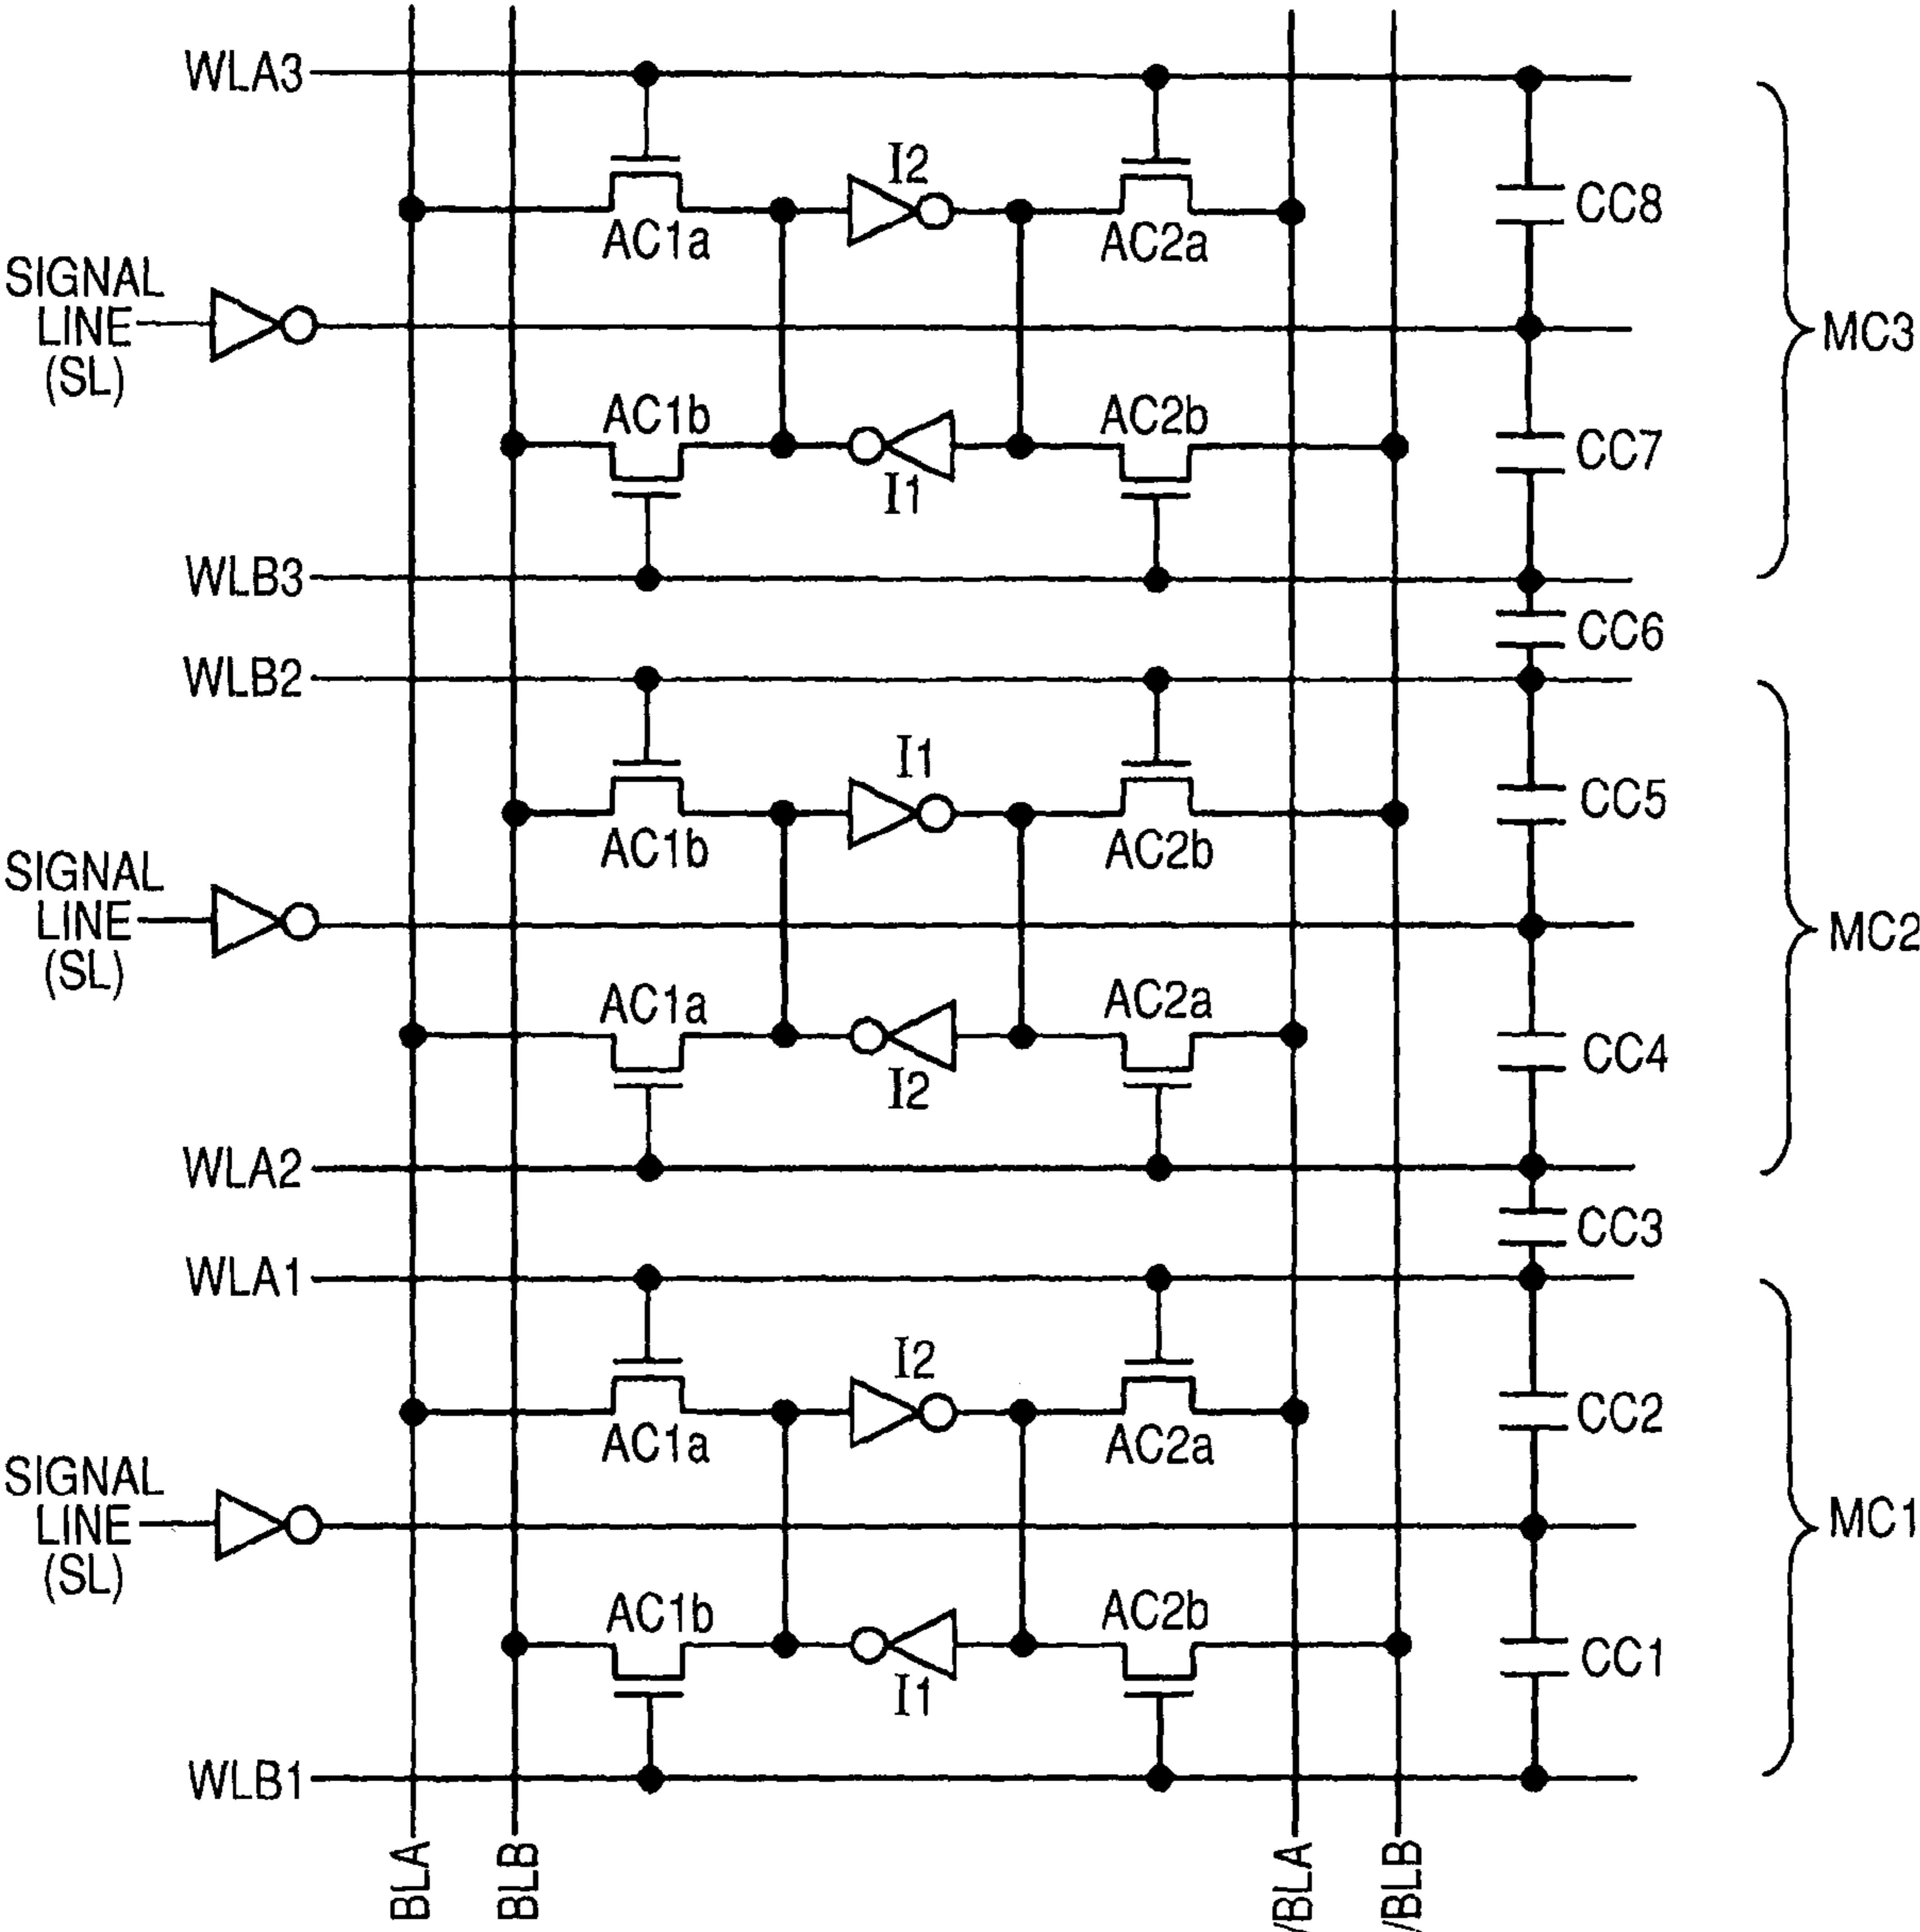 WLA3
I2
AC1a
AC2a
CC8
SIGNAL
LINE
(SL)
MC3
AC1b
AC2b
CC7
I1
WLB3
CC6
WLB2
I1
CC5
AC1b
AC2b
SIGNAL
LINE
(SL)
MC2
AC1a
AC2a
CC4
I2
WLA2
CC3
WLA1
I2
CC2
AC1a
AC2a
SIGNAL
LINE
(SL)
MC1
AC1b
AC2b
CC1
I1
WLB1
BLA
BLB
/BLA
/BLB